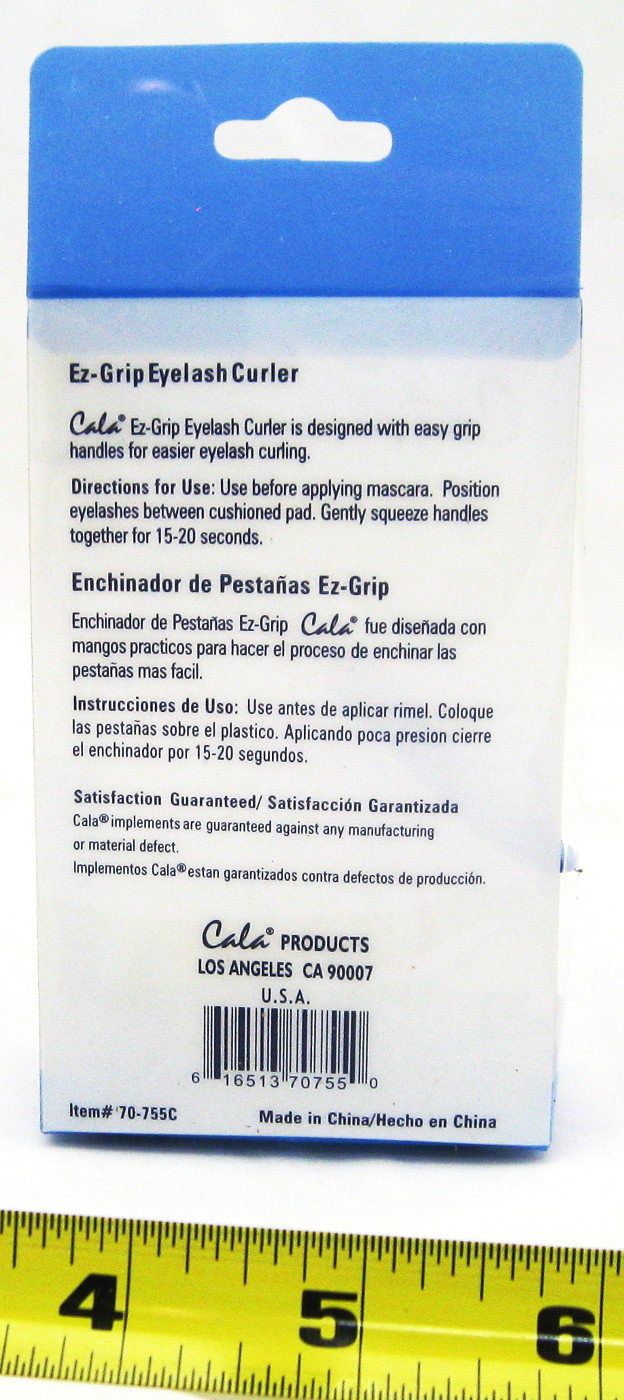 Ez-Grip Eyelash Curler
Cala® Ez-Grip Eyelash Curler is designed with easy grip
handles for easier eyelash curling.
Directions for Use: Use before applying mascara. Position
eyelashes between cushioned pad. Gently squeeze handles
together for 15-20 seconds.
Enchinador de Pestañas Ez-Grip
Enchinador de Pestañas Ez-Grip Cala® fue diseñada con
mangos practicos para hacer el proceso de enchinar las
pestañas mas facil.
Instrucciones de Uso: Use antes de aplicar rimel. Coloque
las pestañas sobre el plastico. Aplicando poca presion cierre
el enchinador por 15-20 segundos.
Satisfaction Guaranteed/ Satisfacción Garantizada
Cala® implements are guaranteed against any manufacturing
or material defect.
Implementos Cala® estan garantizados contra defectos de producción.
Cala® PRODUCTS
LOS ANGELES CA 90007
U.S.A.
6 16513 70755 0
Item# 70-755C Made in China/Hecho en China
4 5 6